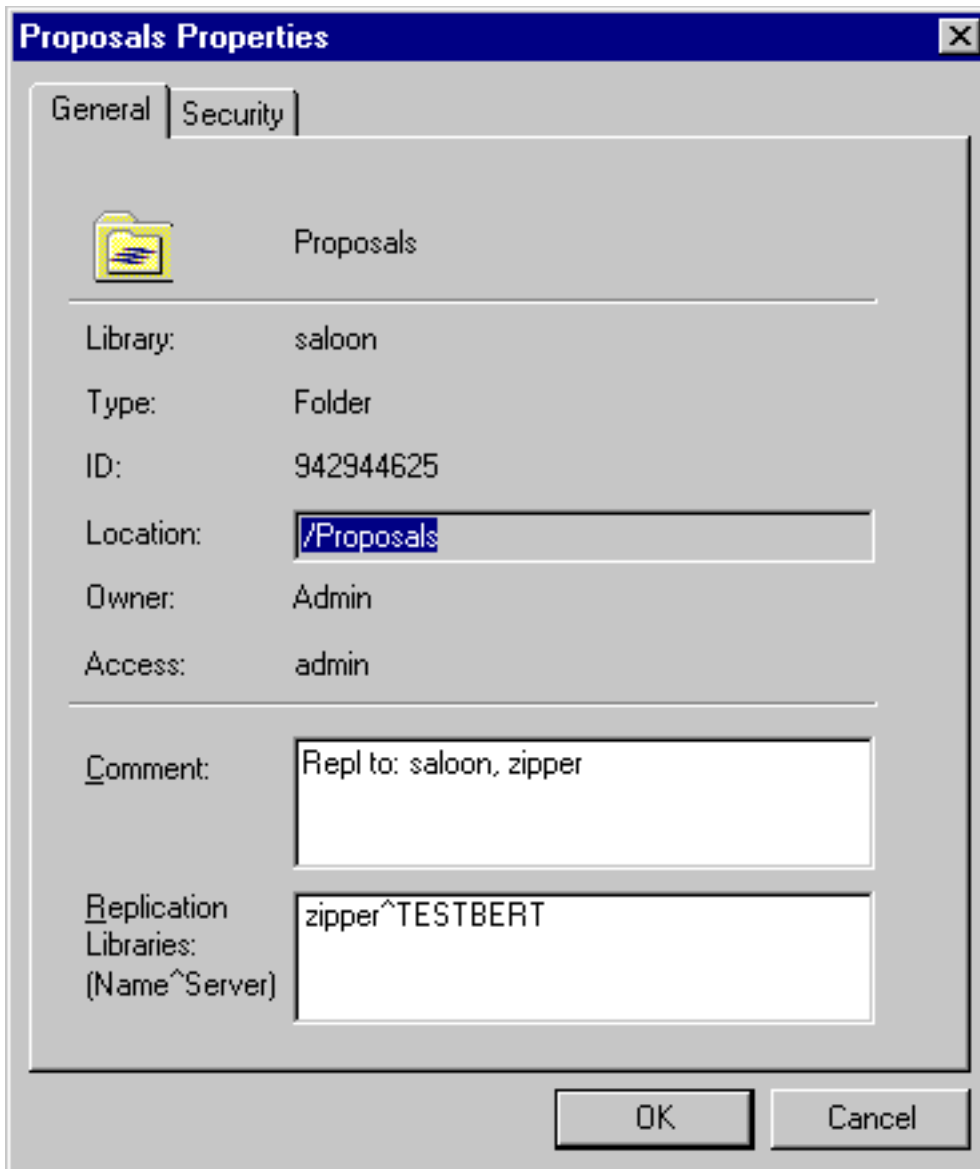 Proposals Properties
General Security
Proposals
Library: saloon
Type: Folder
ID: 942944625
Location: /Proposals
Owner: Admin
Access: admin
Comment: Repl to: saloon, zipper
Replication zipper^TESTBERT
Libraries:
(Name^Server)
OK Cancel